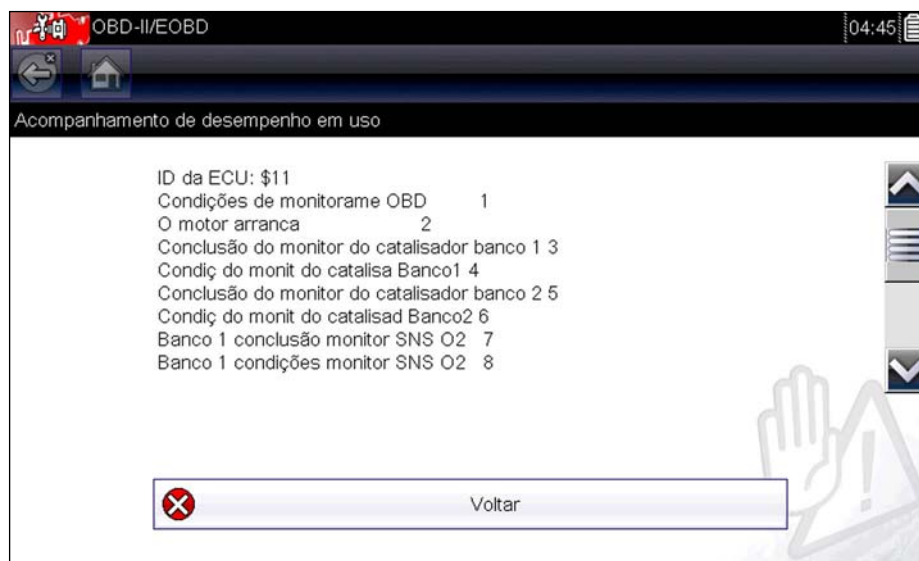 OBD-II/EOBD 04:45
Acompanhamento de desempenho em uso
ID da ECU: $11
Condições de monitorame OBD 1
O motor arranca 2
Conclusão do monitor do catalisador banco 1 3
Condiç do monit do catalisa Banco1 4
Conclusão do monitor do catalisador banco 2 5
Condiç do monit do catalisad Banco2 6
Banco 1 conclusão monitor SNS O2 7
Banco 1 condições monitor SNS O2 8
Voltar